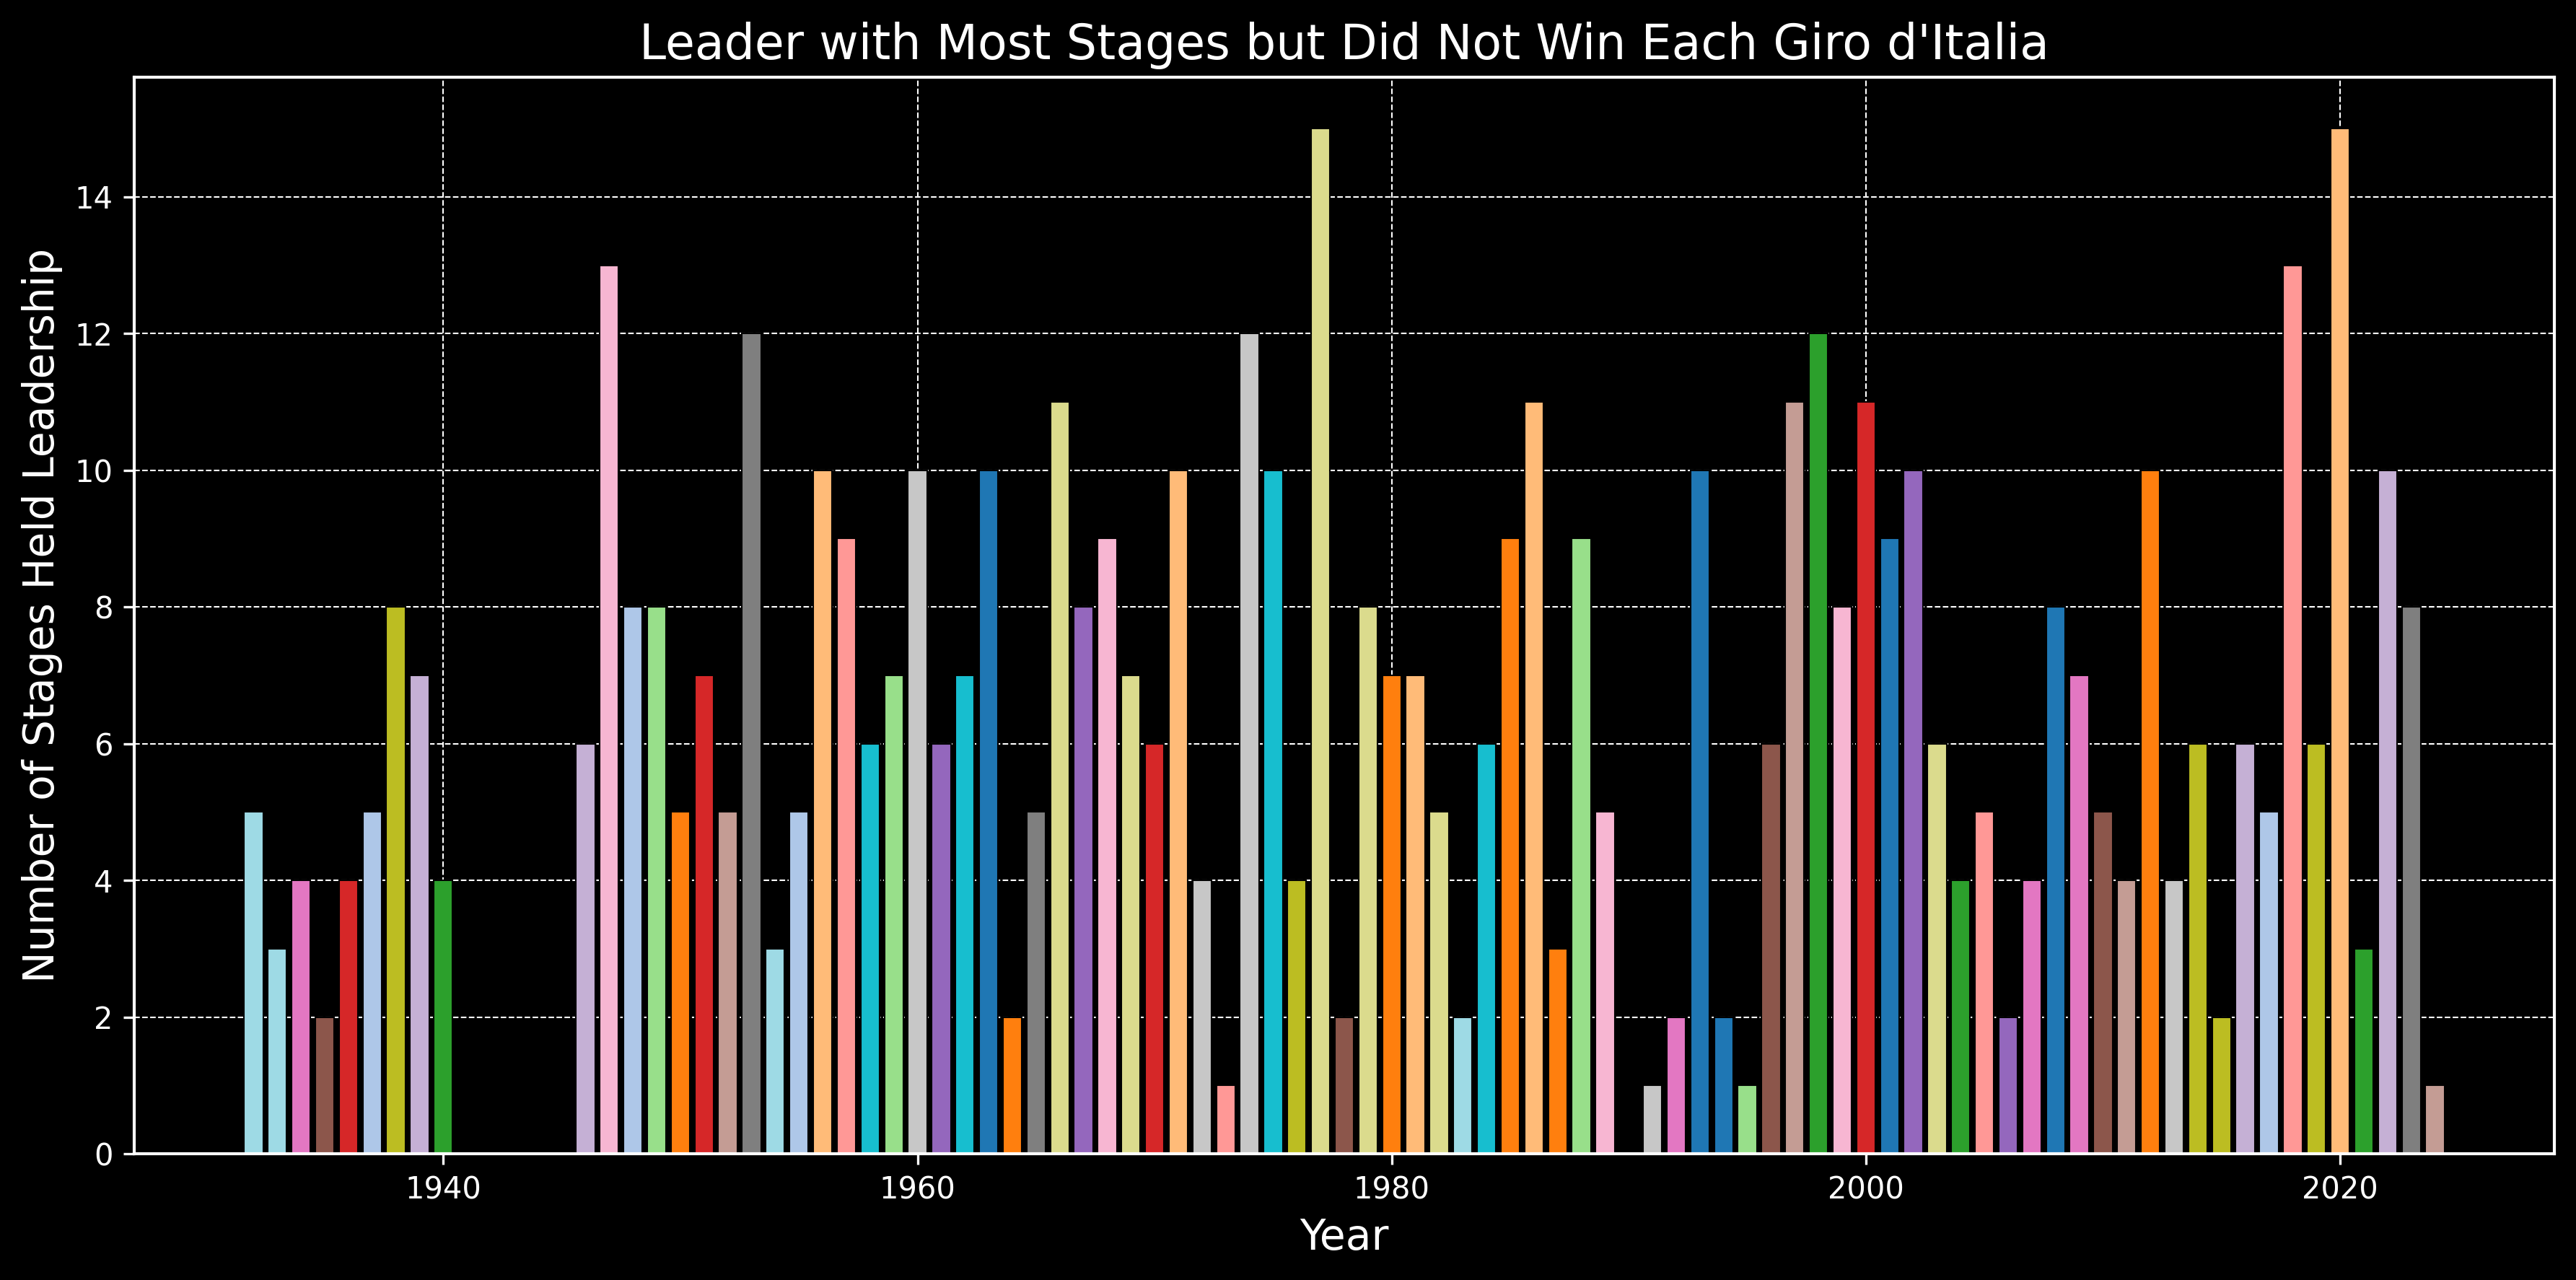 Leader with Most Stages but Did Not Win Each Giro d'Italia
Number of Stages Held Leadership
14
12
10
8
6
4
2
0
1940 1960 1980 2000 2020
Year